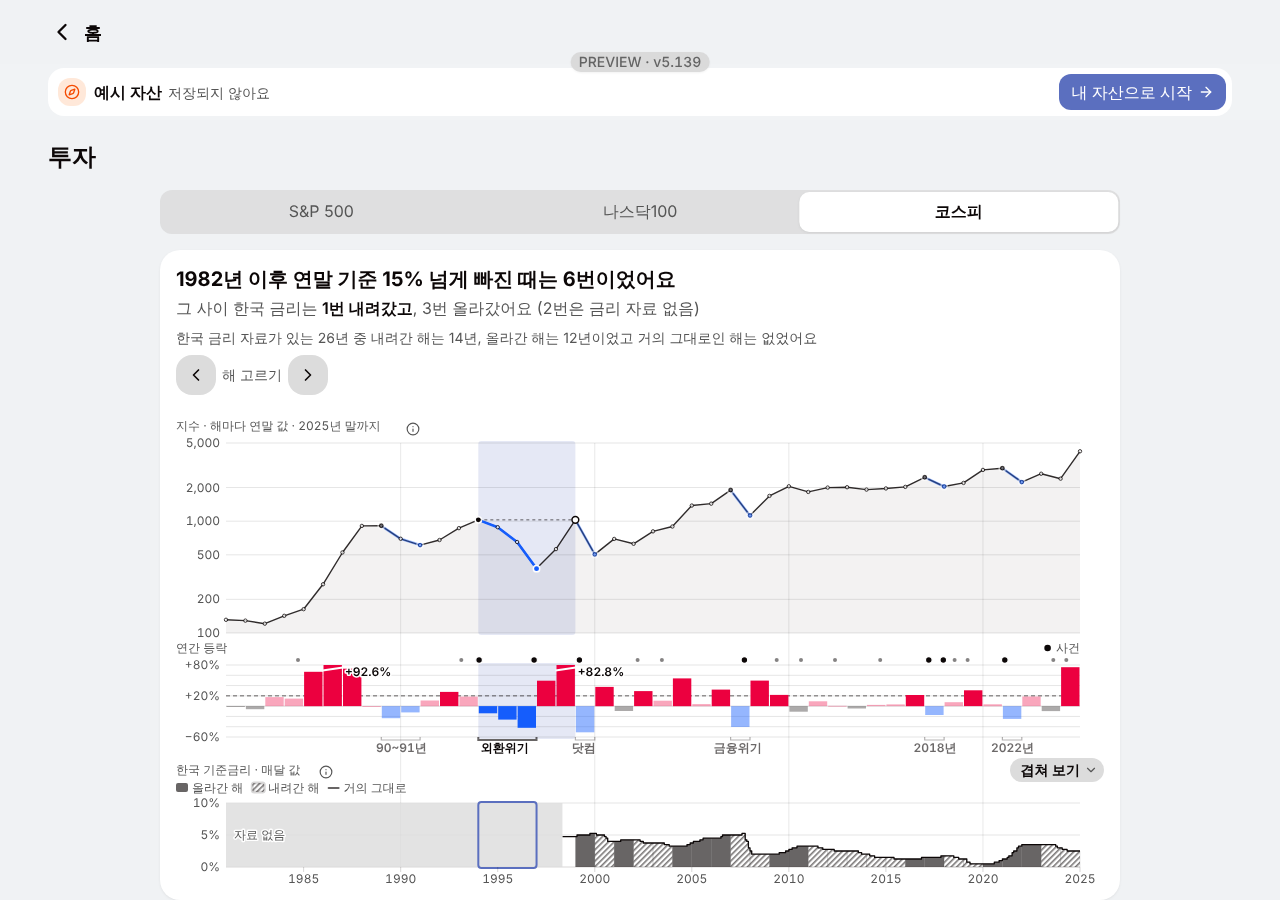 홈
PREVIEW · v5.139
예시 자산 저장되지 않아요
내 자산으로 시작 →
투자
S&P 500
나스닥100
코스피
1982년 이후 연말 기준 15% 넘게 빠진 때는 6번이었어요
그 사이 한국 금리는 1번 내려갔고, 3번 올라갔어요 (2번은 금리 자료 없음)
한국 금리 자료가 있는 26년 중 내려간 해는 14년, 올라간 해는 12년이었고 거의 그대로인 해는 없었어요
해 고르기
지수 · 해마다 연말 값 · 2025년 말까지
5,000
2,000
1,000
500
200
100
연간 등락
사건
+80%
+92.6%
+82.8%
+20%
−60%
90~91년
외환위기
닷컴
금융위기
2018년
2022년
한국 기준금리 · 매달 값
겹쳐 보기
올라간 해
내려간 해
거의 그대로
10%
5%
자료 없음
0%
1985
1990
1995
2000
2005
2010
2015
2020
2025